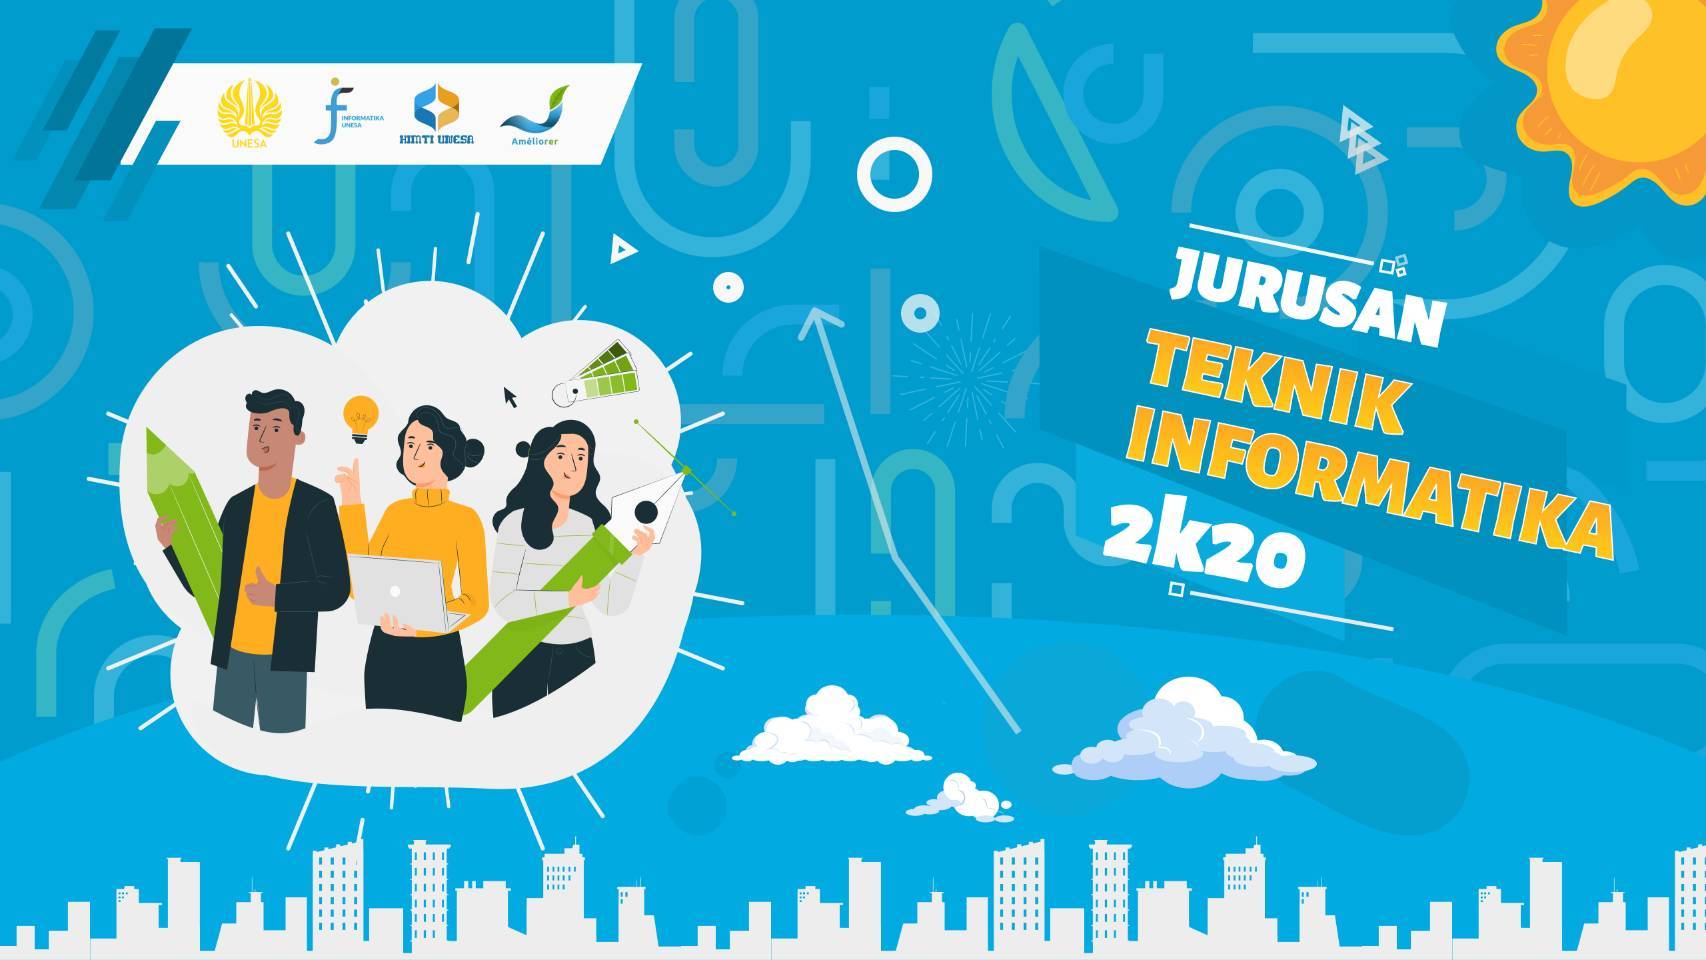 UNESA
INFORMATIKA
UNESA
HIMTI UNESA
Améliorer
JURUSAN
TEKNIK
INFORMATIKA
2k20